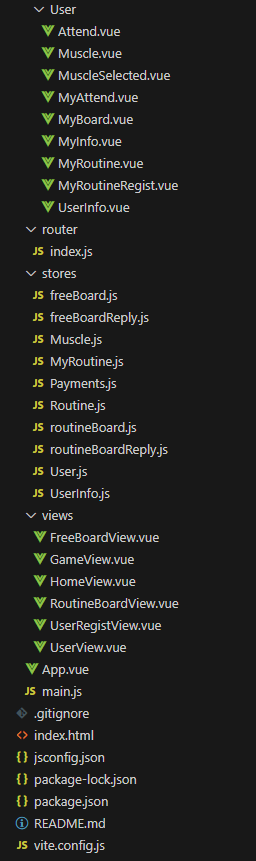 User
Attend.vue
Muscle.vue
MuscleSelected.vue
MyAttend.vue
MyBoard.vue
MyInfo.vue
MyRoutine.vue
MyRoutineRegist.vue
UserInfo.vue
router
JS index.js
stores
JS freeBoard.js
JS freeBoardReply.js
JS Muscle.js
JS MyRoutine.js
JS Payments.js
JS Routine.js
JS routineBoard.js
JS routineBoardReply.js
JS User.js
JS UserInfo.js
views
FreeBoardView.vue
GameView.vue
HomeView.vue
RoutineBoardView.vue
UserRegistView.vue
UserView.vue
App.vue
JS main.js
.gitignore
<> index.html
{ } jsconfig.json
{ } package-lock.json
{ } package.json
README.md
JS vite.config.js